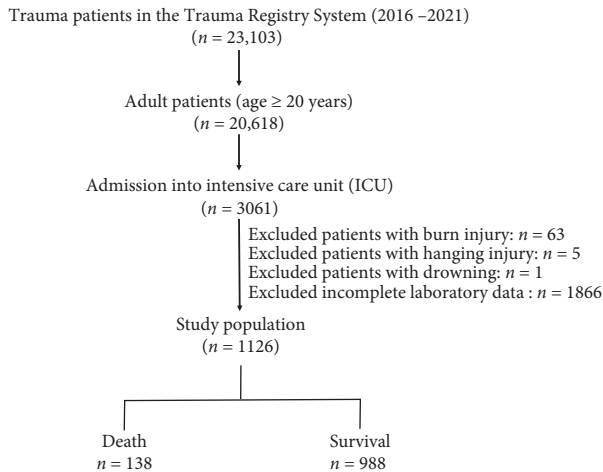 Trauma patients in the Trauma Registry System (2016 –2021)
(n = 23,103)
Adult patients (age ≥ 20 years)
(n = 20,618)
Admission into intensive care unit (ICU)
(n = 3061)
Excluded patients with burn injury: n = 63
Excluded patients with hanging injury: n = 5
Excluded patients with drowning: n = 1
Excluded incomplete laboratory data : n = 1866
Study population
(n = 1126)
Death
n = 138
Survival
n = 988